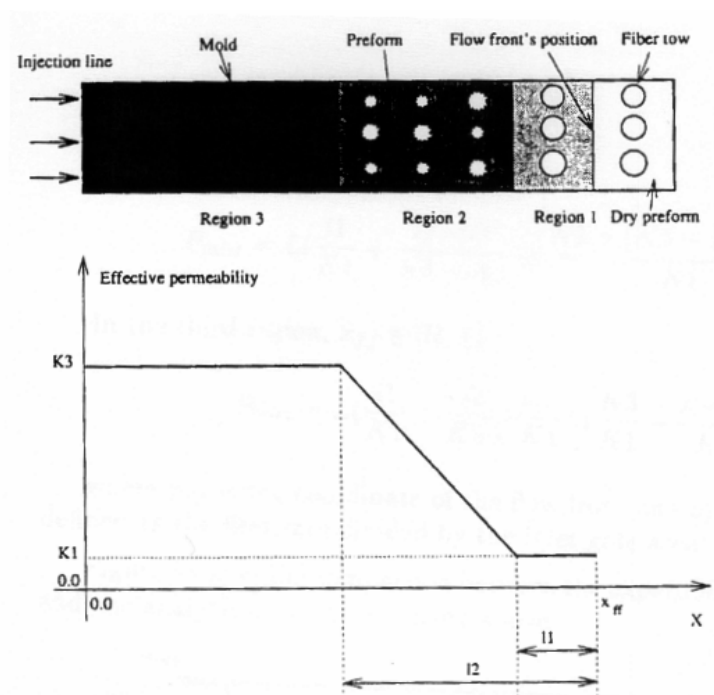 Mold
Preform
Flow front's position
Fiber tow
Injection line
Region 3
Region 2
Region 1
Dry preform
Effective permeability
K3
K1
0.0
0.0
x ff
X
l1
l2